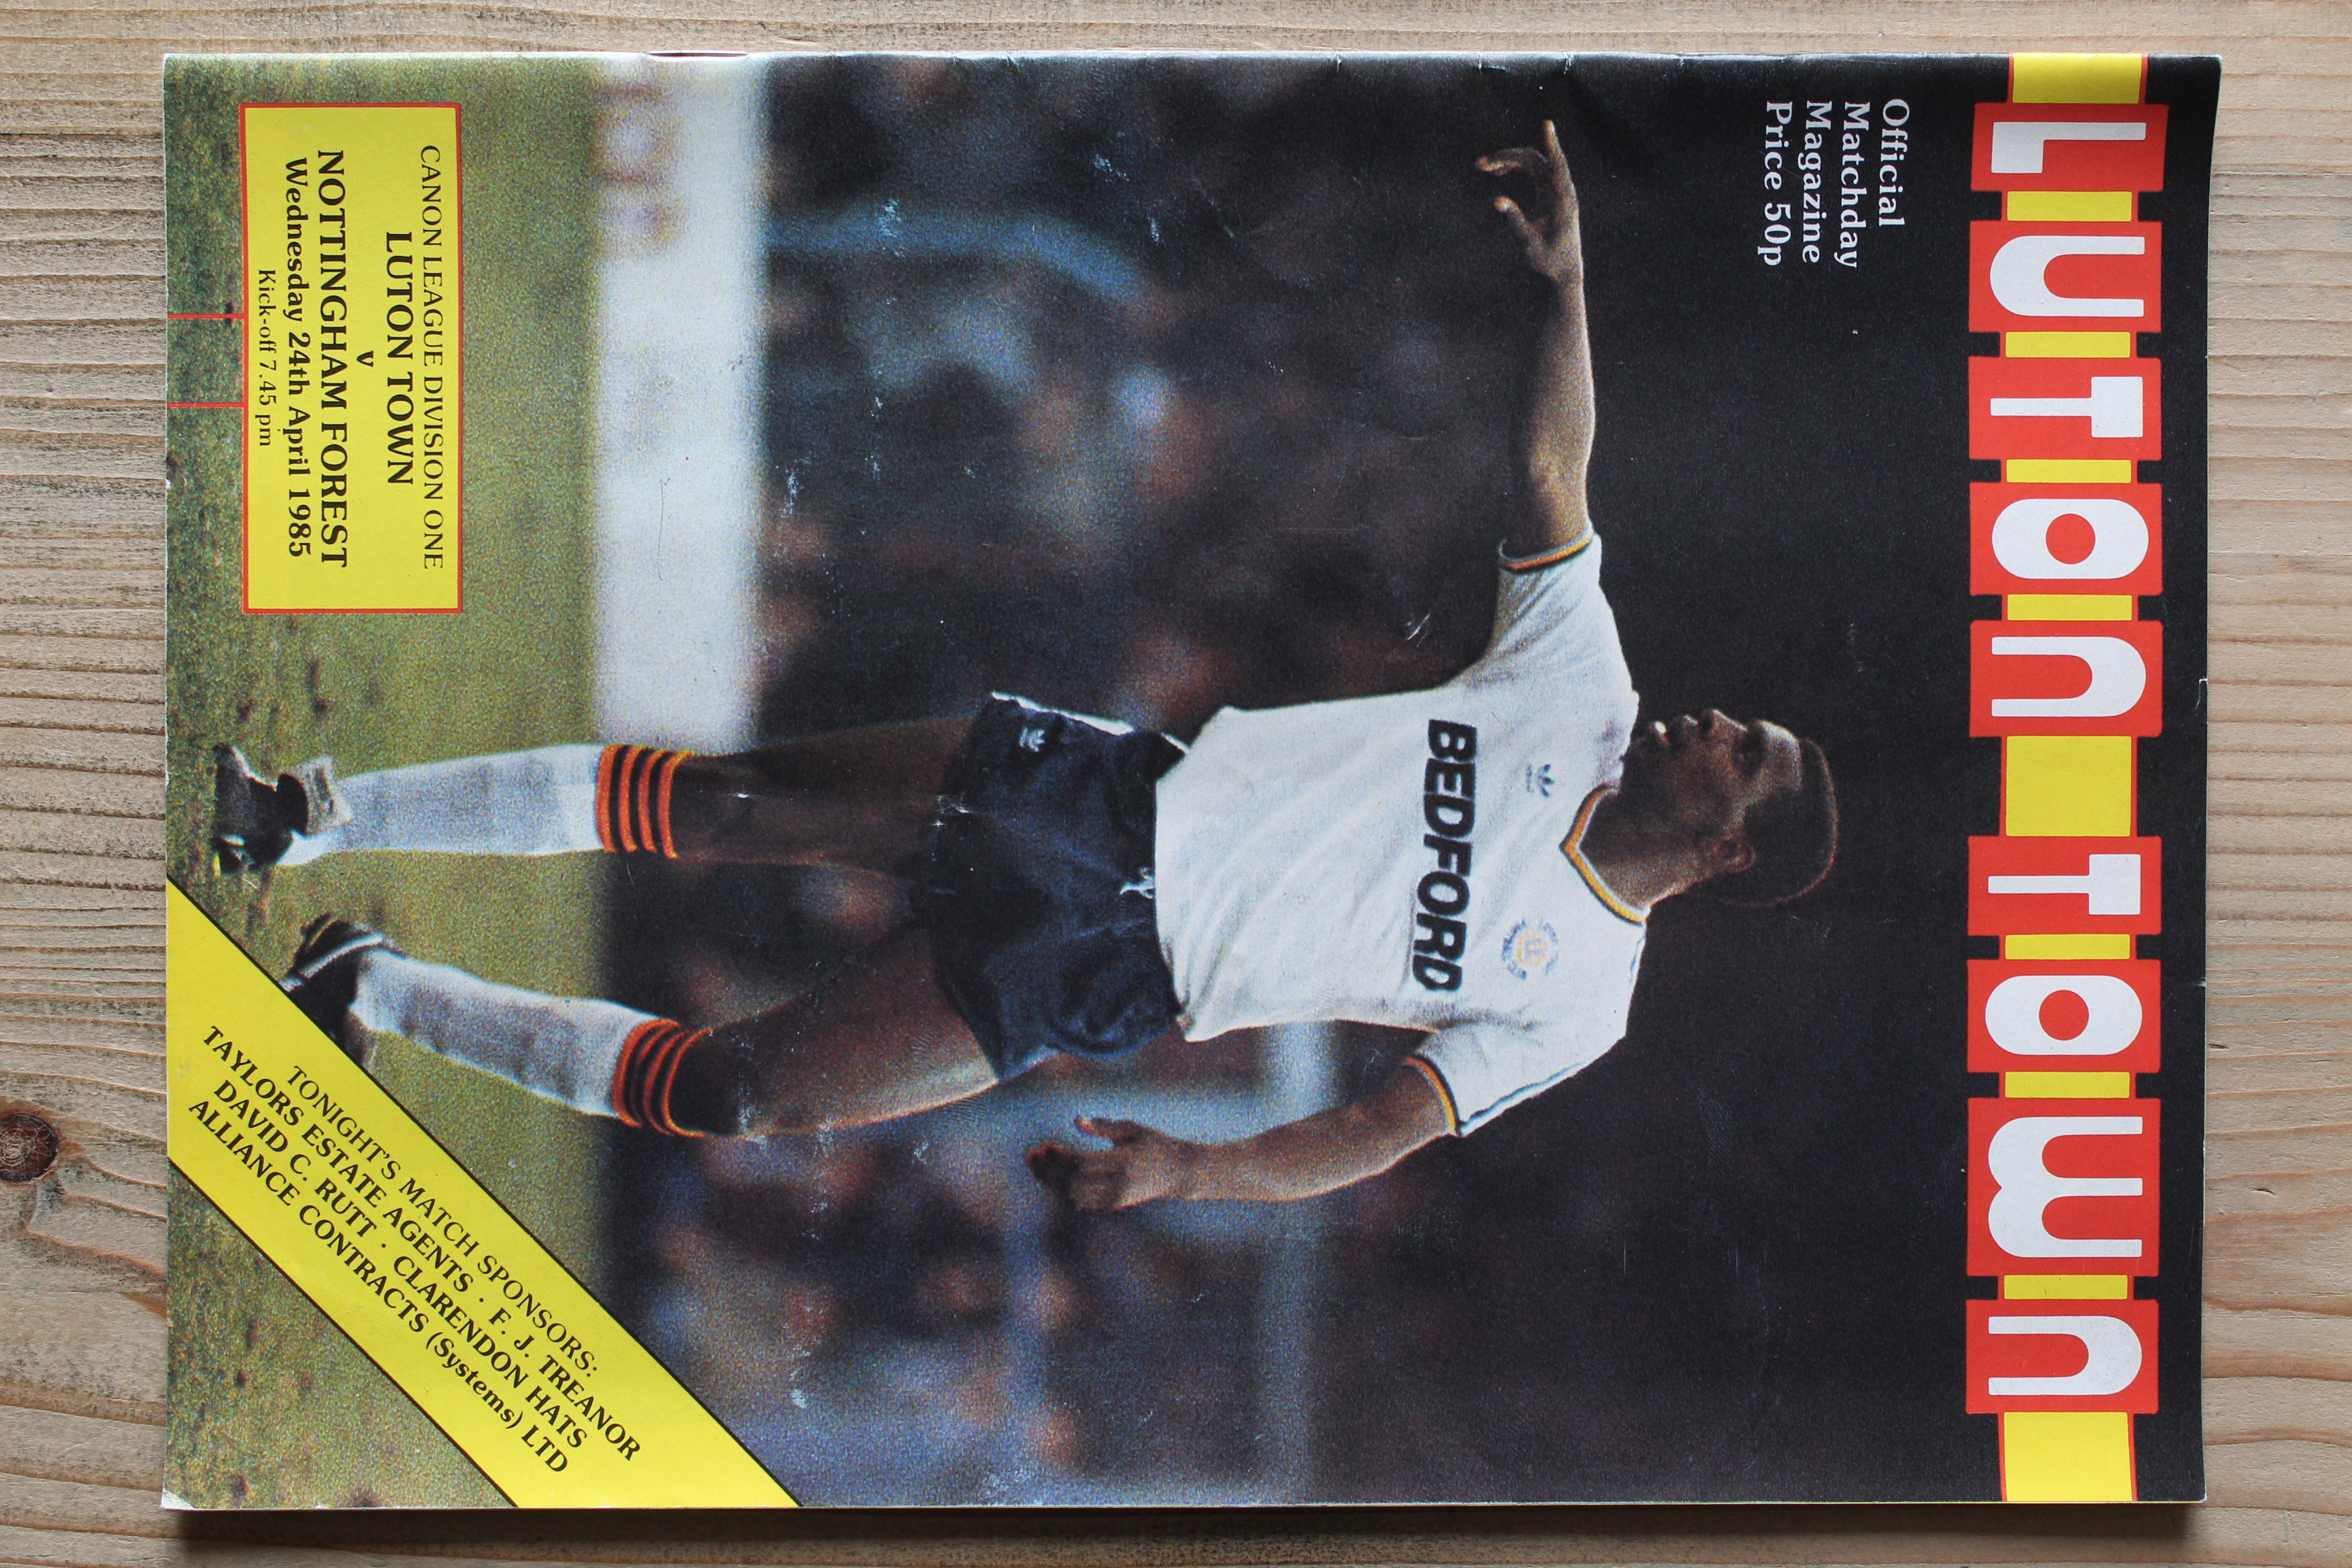 LUTON TOWN
Official
Matchday
Magazine
Price 50p
BEDFORD
CANON LEAGUE DIVISION ONE
LUTON TOWN
v
NOTTINGHAM FOREST
Wednesday 24th April 1985
Kick-off 7.45 pm
TONIGHT'S MATCH SPONSORS:
TAYLORS ESTATE AGENTS · F. J. TREANOR
DAVID C. RUTT · CLARENDON HATS
ALLIANCE CONTRACTS (Systems) LTD